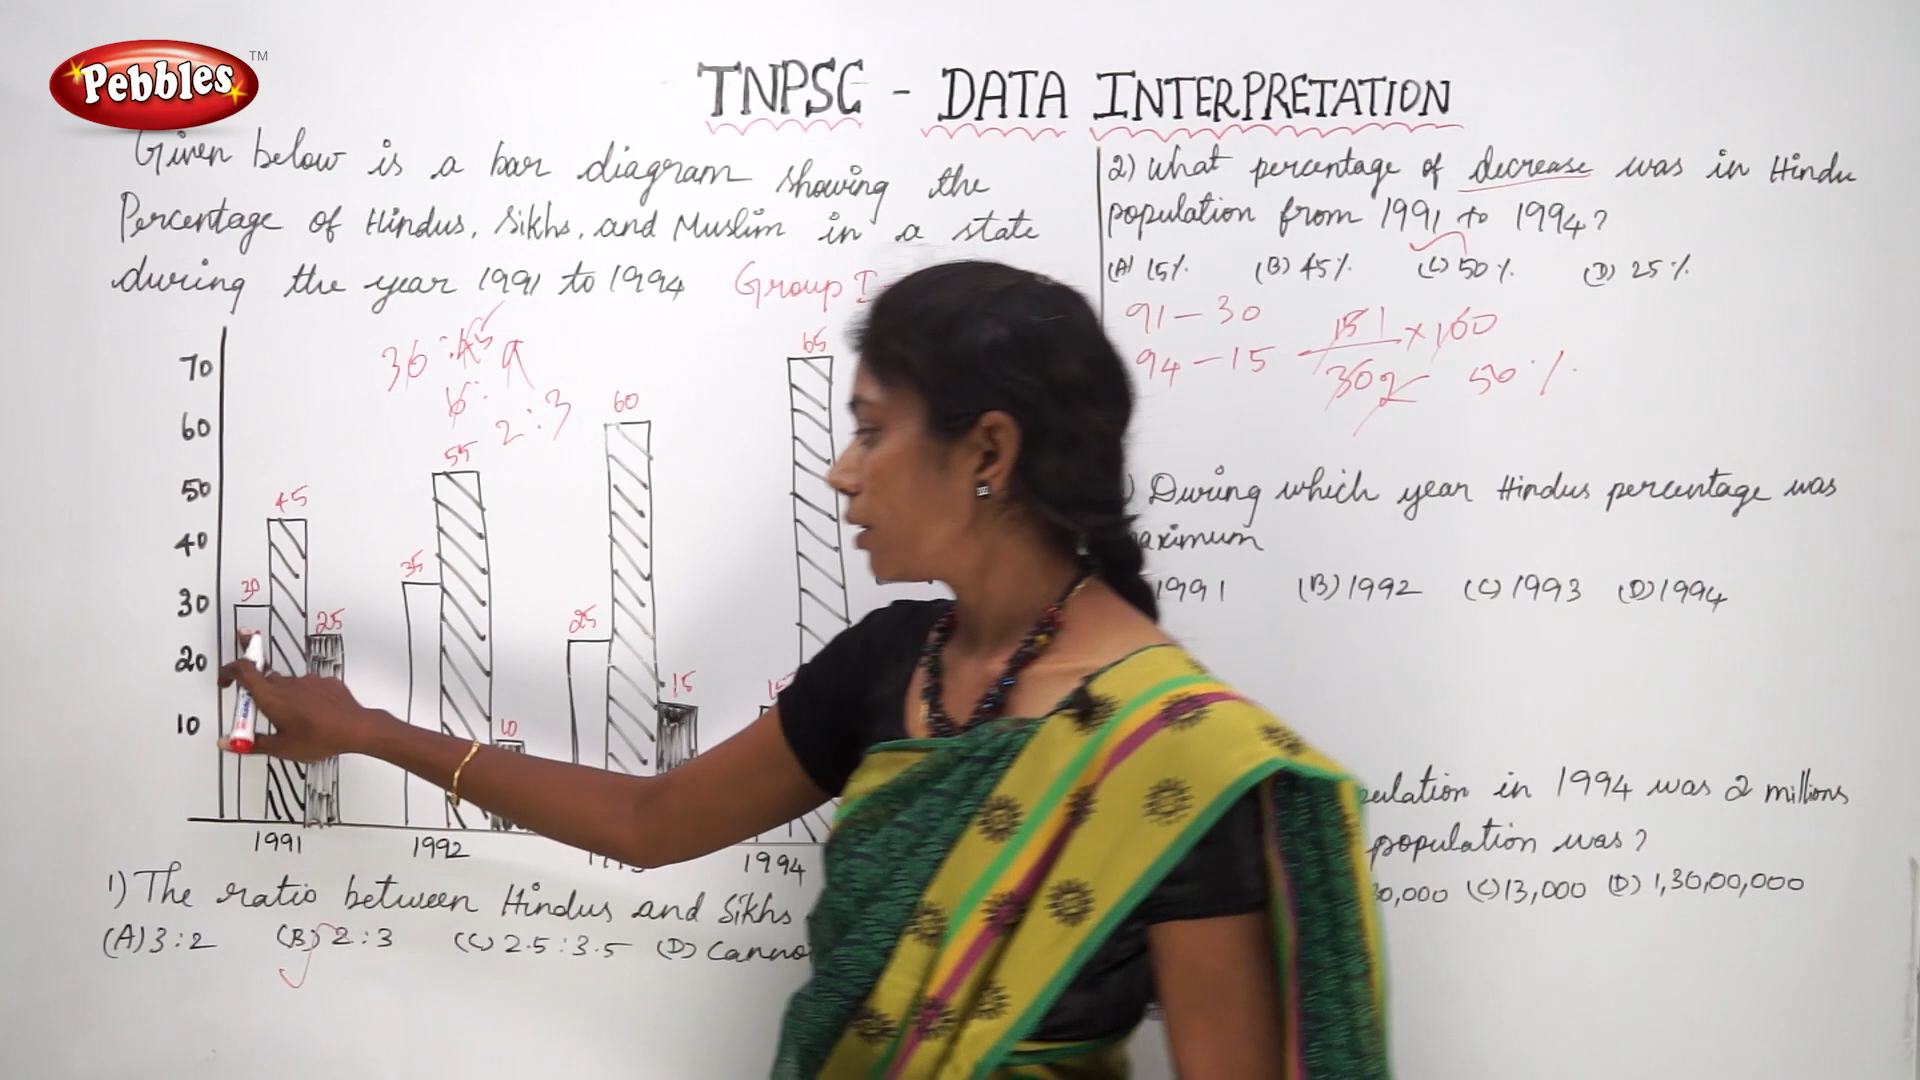 Pebbles™
TNPSC - DATA INTERPRETATION
Given below is a bar diagram showing the
Percentage of Hindus, Sikhs, and Muslim in a state
during the year 1991 to 1994 Group I
70
60
50
40
30
20
10
30
45
25
35
55
10
25
60
15
65
1991
1992
1994
2:3
1) The ratio between Hindus and Sikhs
(A) 3:2 (B) 2:3 (C) 2.5:3.5 (D)
2) What percentage of decrease was in Hindu
population from 1991 to 1994?
(A) 15% (B) 45% (C) 50% (D) 25%
91-30
94-15
50%
During which year Hindus percentage was
1991 (B) 1992 (C) 1993 (D) 1994
in 1994 was 2 millions
population was?
(C) 13,000 (D) 1,30,00,000